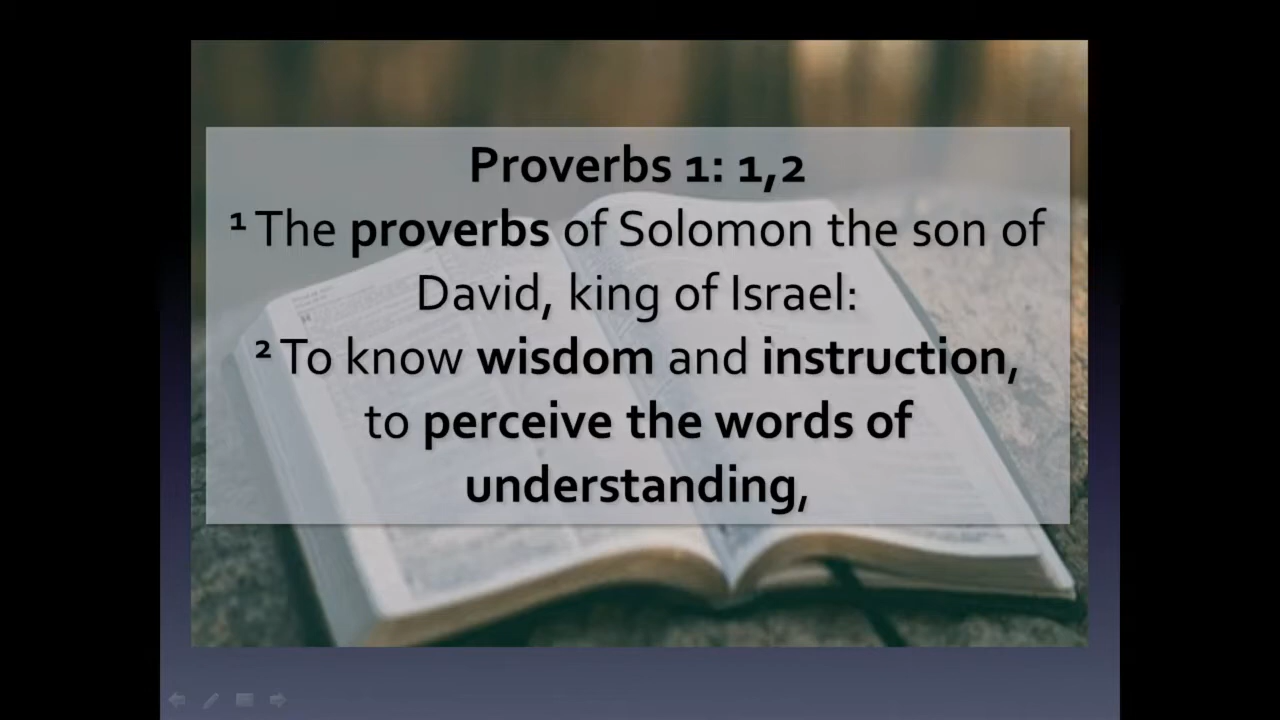 Proverbs 1: 1,2
¹ The proverbs of Solomon the son of
David, king of Israel:
² To know wisdom and instruction,
to perceive the words of
understanding,